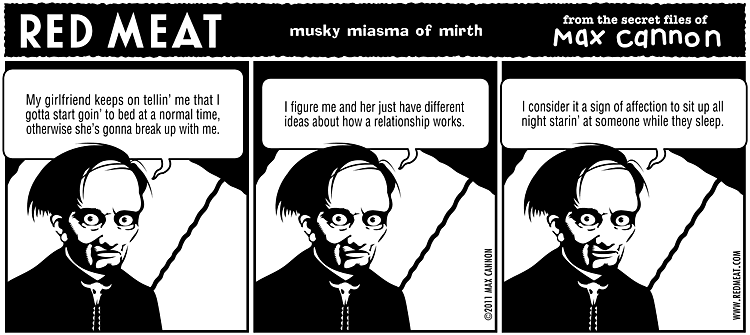 RED MEAT
musky miasma of mirth
from the secret files of
Max cannon
My girlfriend keeps on tellin' me that I
gotta start goin' to bed at a normal time,
otherwise she's gonna break up with me.
I figure me and her just have different
ideas about how a relationship works.
©2011 MAX CANNON
I consider it a sign of affection to sit up all
night starin' at someone while they sleep.
WWW.REDMEAT.COM